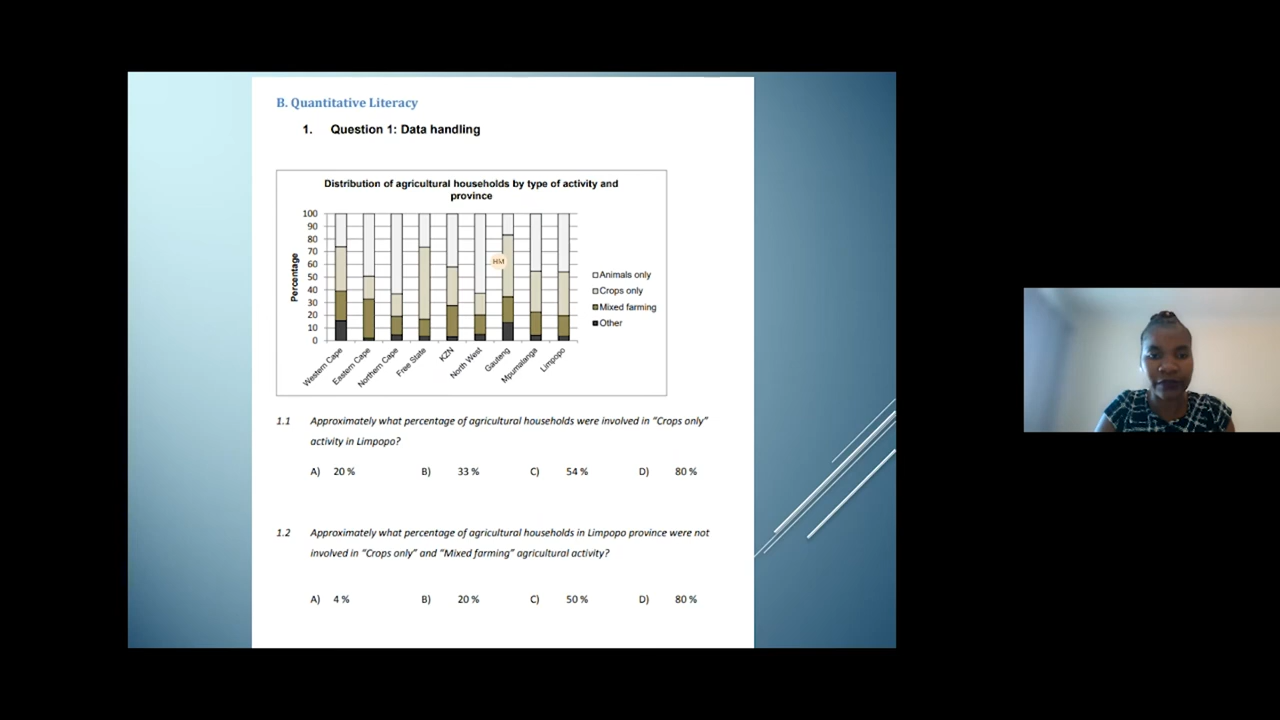 B. Quantitative Literacy
1. Question 1: Data handling
Distribution of agricultural households by type of activity and
province
100
90
80
70
60
50
40
30
20
10
0
Percentage
HM
Animals only
Crops only
Mixed farming
Other
Western Cape
Eastern Cape
Northern Cape
Free State
KZN
North West
Gauteng
Mpumalanga
Limpopo
1.1 Approximately what percentage of agricultural households were involved in “Crops only”
activity in Limpopo?
A) 20 % B) 33 % C) 54 % D) 80 %
1.2 Approximately what percentage of agricultural households in Limpopo province were not
involved in “Crops only” and “Mixed farming” agricultural activity?
A) 4 % B) 20 % C) 50 % D) 80 %